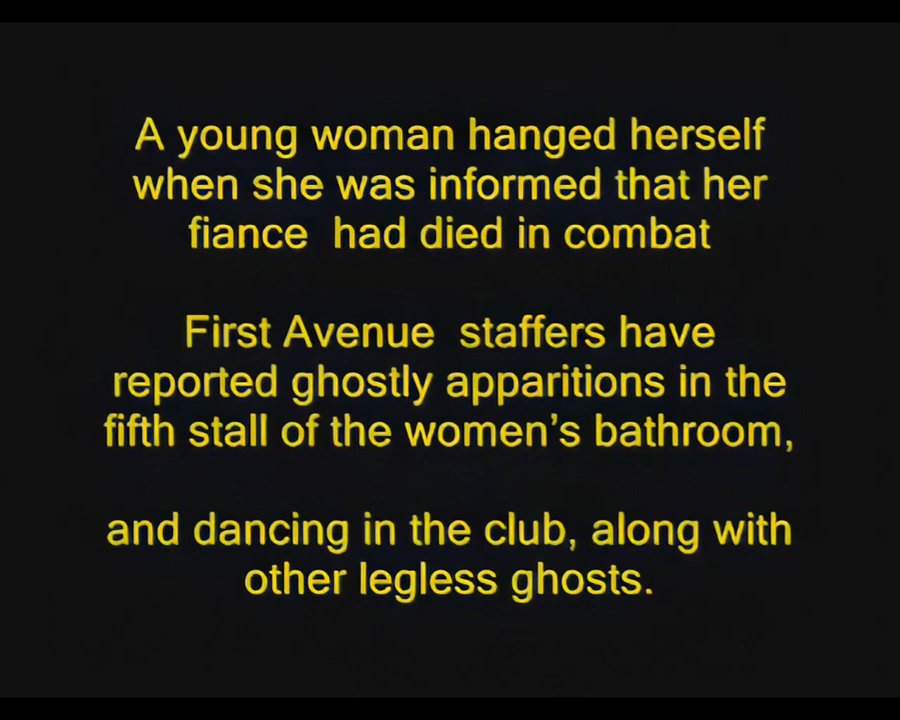 A young woman hanged herself
when she was informed that her
fiance  had died in combat
First Avenue  staffers have
reported ghostly apparitions in the
fifth stall of the women’s bathroom,
and dancing in the club, along with
other legless ghosts.